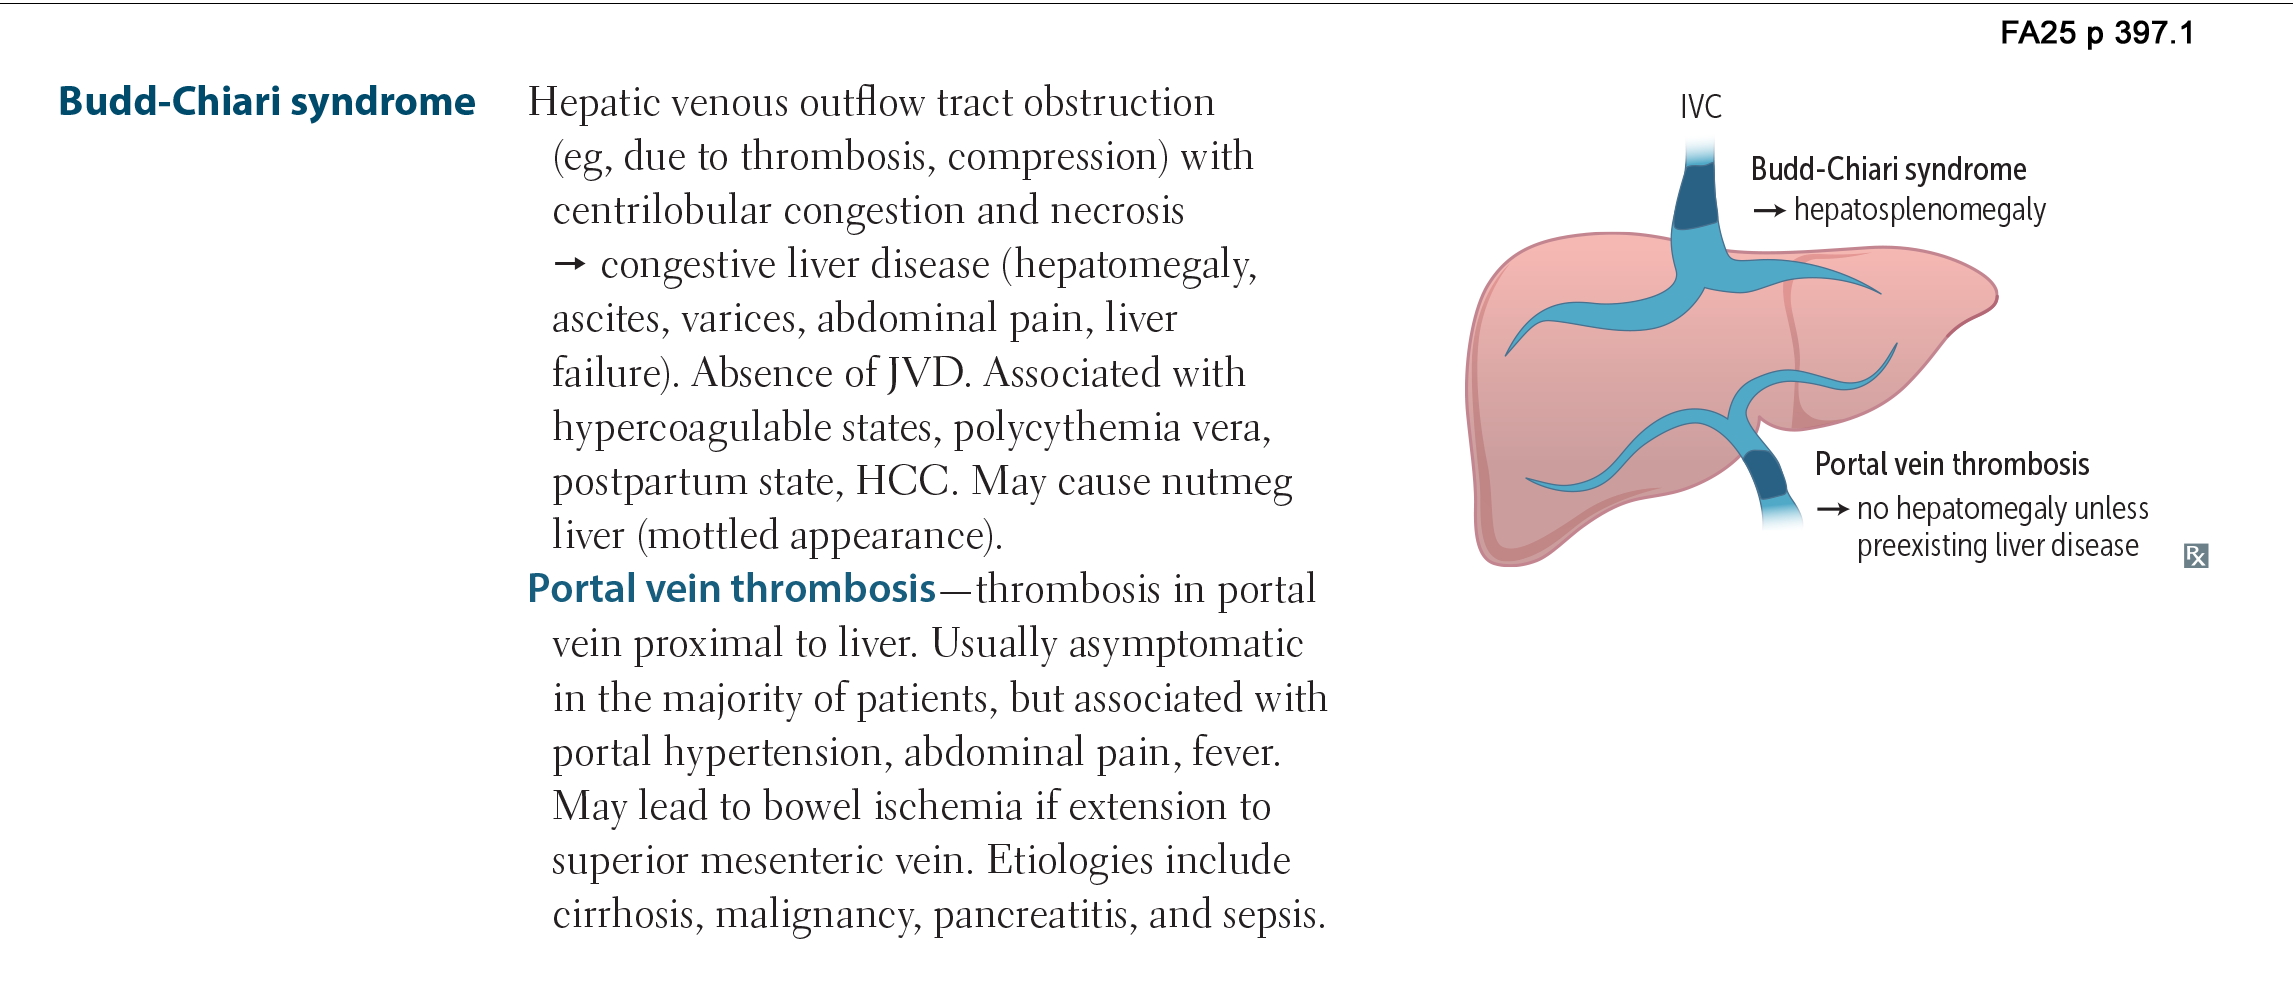 FA25 p 397.1
Budd-Chiari syndrome
Hepatic venous outflow tract obstruction
(eg, due to thrombosis, compression) with
centrilobular congestion and necrosis
→ congestive liver disease (hepatomegaly,
ascites, varices, abdominal pain, liver
failure). Absence of JVD. Associated with
hypercoagulable states, polycythemia vera,
postpartum state, HCC. May cause nutmeg
liver (mottled appearance).
Portal vein thrombosis—thrombosis in portal
vein proximal to liver. Usually asymptomatic
in the majority of patients, but associated with
portal hypertension, abdominal pain, fever.
May lead to bowel ischemia if extension to
superior mesenteric vein. Etiologies include
cirrhosis, malignancy, pancreatitis, and sepsis.
IVC
Budd-Chiari syndrome
→ hepatosplenomegaly
Portal vein thrombosis
→ no hepatomegaly unless
preexisting liver disease
Rx